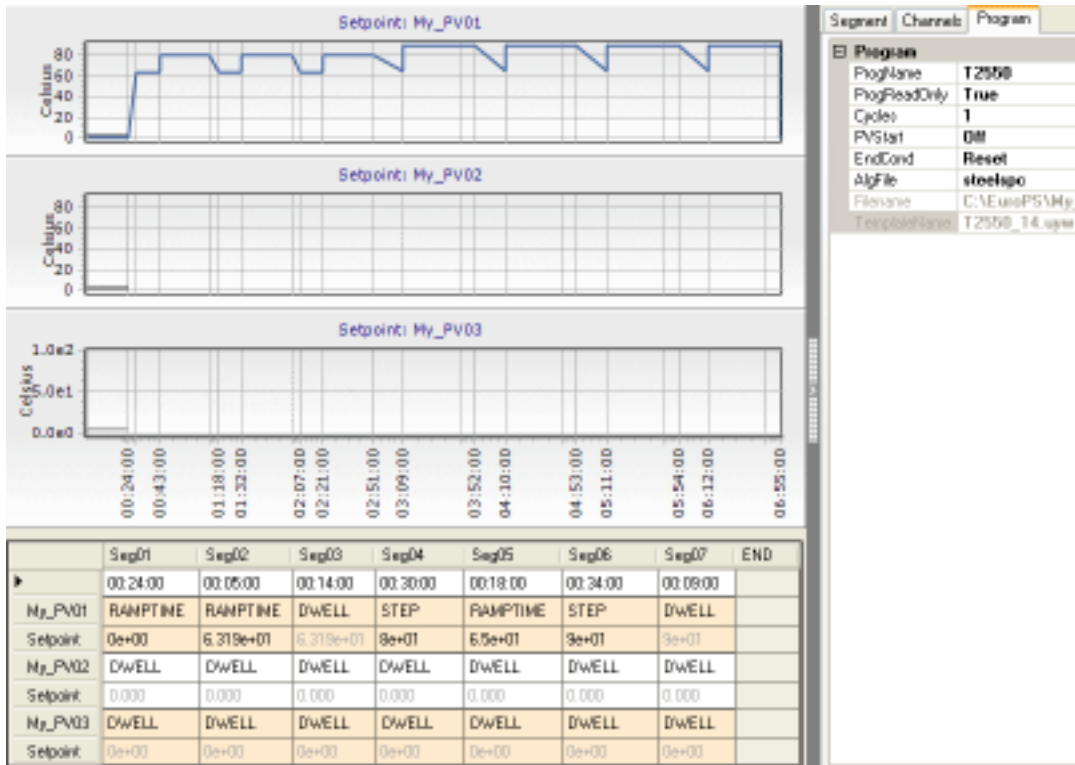 Setpoint: My_PV01
80
60
40
20
0
Celsius
Setpoint: My_PV02
80
60
40
20
0
Celsius
Setpoint: My_PV03
1.0e2
5.0e1
0.0e0
Celsius
00:24:00 00:43:00 01:18:00 01:32:00 02:07:00 02:21:00 02:51:00 03:09:00 03:52:00 04:10:00 04:53:00 05:11:00 05:54:00 06:12:00 06:55:00
Seg01 Seg02 Seg03 Seg04 Seg05 Seg06 Seg07 END
00:24:00 00:05:00 00:14:00 00:30:00 00:18:00 00:34:00 00:09:00
My_PV01 RAMPTIME RAMPTIME DWELL STEP RAMPTIME STEP DWELL
Setpoint 0e+00 6.319e+01 6.319e+01 6.5e+01 9e+01 9e+01
My_PV02 DWELL DWELL DWELL DWELL DWELL DWELL DWELL
Setpoint 0.000 0.000 0.000 0.000 0.000 0.000 0.000
My_PV03 DWELL DWELL DWELL DWELL DWELL DWELL DWELL
Setpoint 0e+00 0e+00 0e+00 0e+00 0e+00 0e+00 0e+00
Segment Channels Program
Program
ProgName T2550
ProgReadOnly True
Cycles 1
PVStart Off
EndCond Reset
AlgFile steelspc
Filename C:\EuroPS\My_
TemplateName